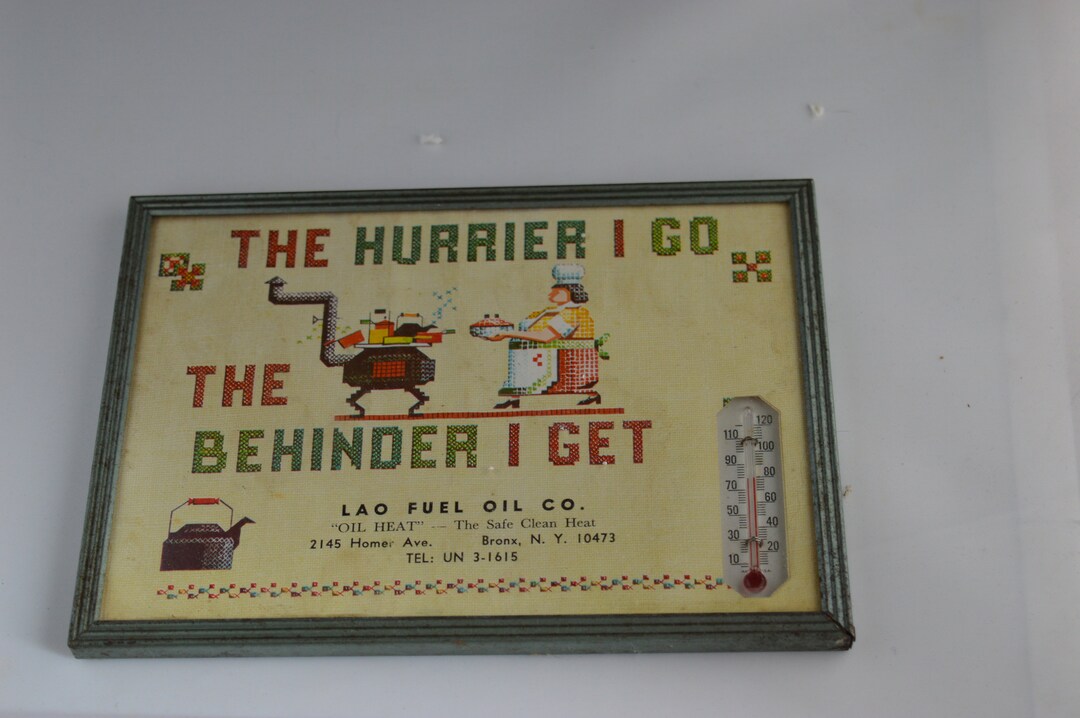 THE HURRIER I GO
THE
BEHINDER I GET
LAO FUEL OIL CO.
"OIL HEAT" -- The Safe Clean Heat
2145 Homer Ave. Bronx, N. Y. 10473
TEL: UN 3-1615
120
110
100
90
80
70
60
50
40
30
20
10